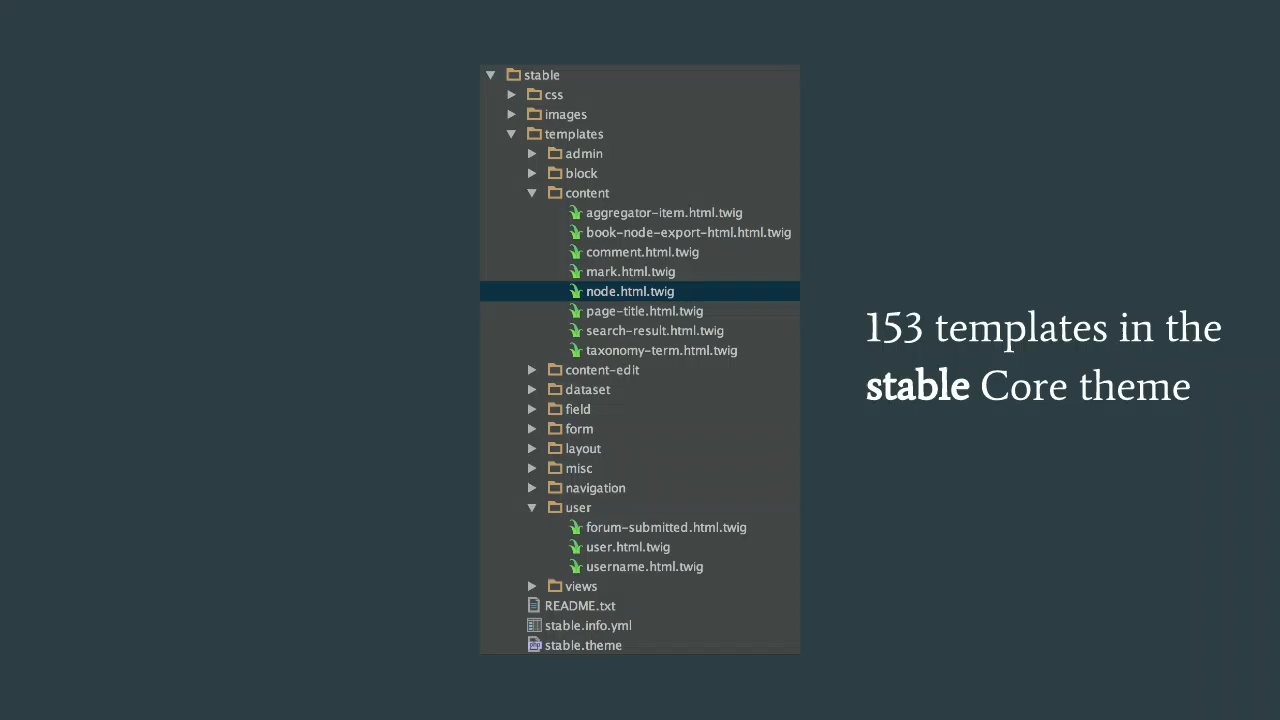 stable
css
images
templates
admin
block
content
aggregator-item.html.twig
book-node-export-html.html.twig
comment.html.twig
mark.html.twig
node.html.twig
page-title.html.twig
search-result.html.twig
taxonomy-term.html.twig
content-edit
dataset
field
form
layout
misc
navigation
user
forum-submitted.html.twig
user.html.twig
username.html.twig
views
README.txt
stable.info.yml
stable.theme
153 templates in the
stable Core theme